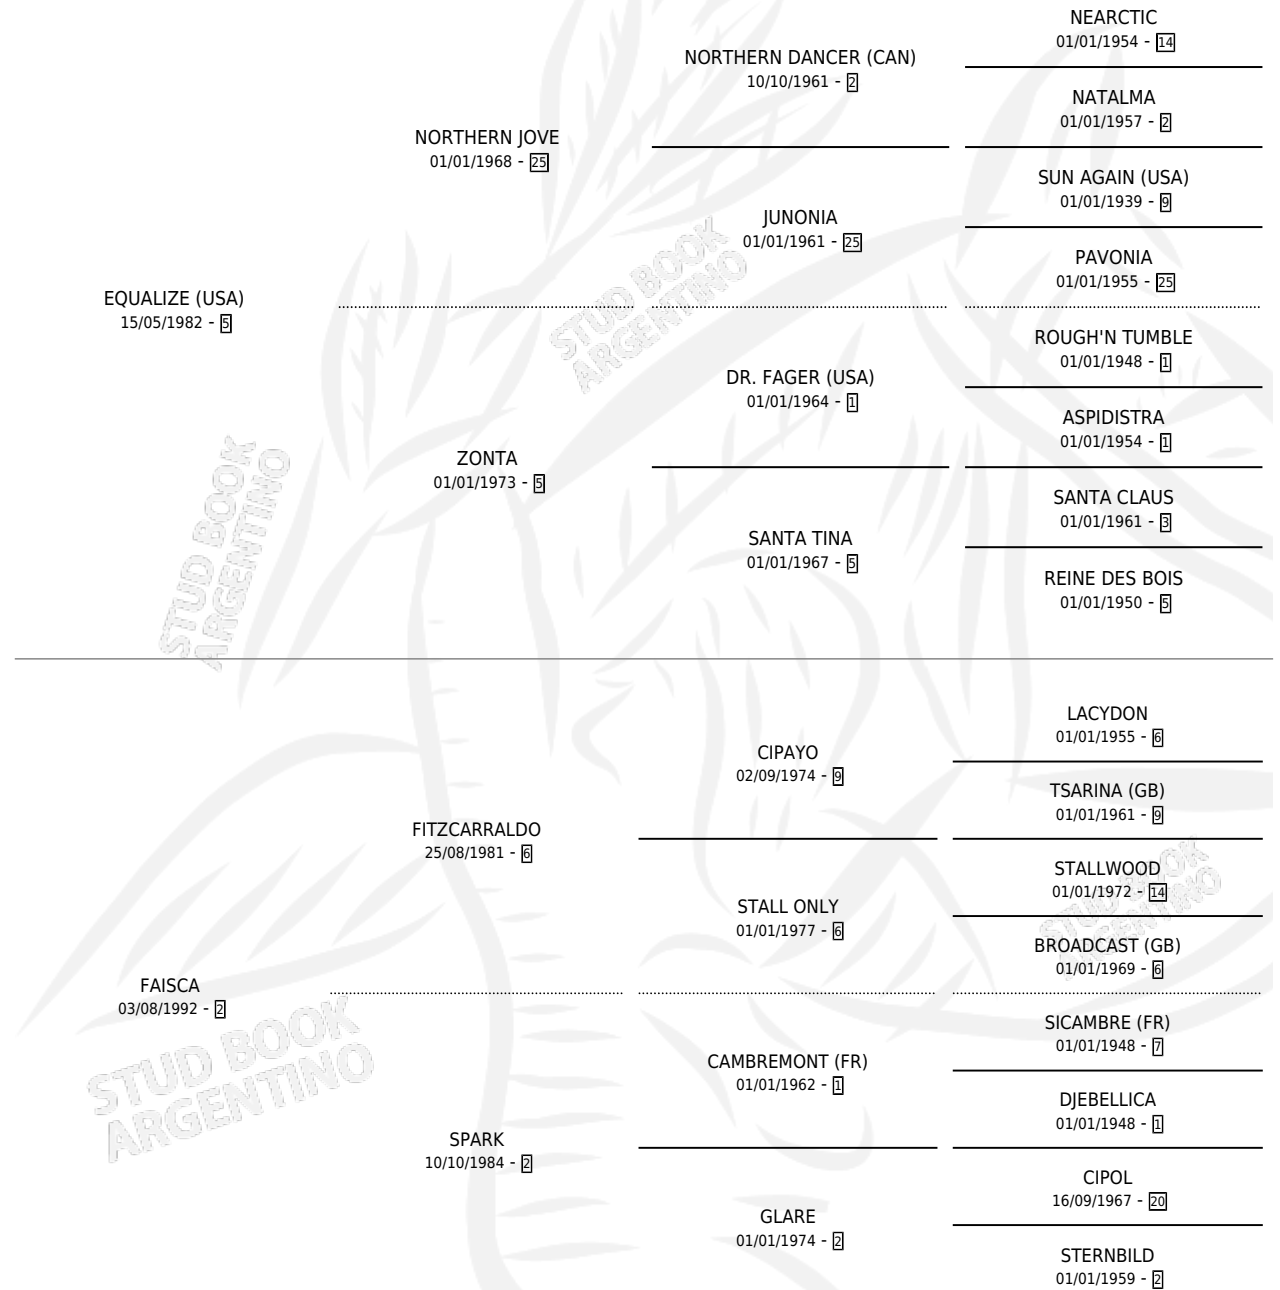 NEARCTIC
01/01/1954 - 14
NORTHERN DANCER (CAN)
10/10/1961 - 2
NATALMA
01/01/1957 - 2
NORTHERN JOVE
01/01/1968 - 25
SUN AGAIN (USA)
01/01/1939 - 9
JUNONIA
01/01/1961 - 25
PAVONIA
01/01/1955 - 25
EQUALIZE (USA)
15/05/1982 - 5
ROUGH'N TUMBLE
01/01/1948 - 1
DR. FAGER (USA)
01/01/1964 - 1
ASPIDISTRA
01/01/1954 - 1
ZONTA
01/01/1973 - 5
SANTA CLAUS
01/01/1961 - 3
SANTA TINA
01/01/1967 - 5
REINE DES BOIS
01/01/1950 - 5
LACYDON
01/01/1955 - 6
CIPAYO
02/09/1974 - 9
TSARINA (GB)
01/01/1961 - 9
FITZCARRALDO
25/08/1981 - 6
STALLWOOD
01/01/1972 - 14
STALL ONLY
01/01/1977 - 6
BROADCAST (GB)
01/01/1969 - 6
FAISCA
03/08/1992 - 2
SICAMBRE (FR)
01/01/1948 - 7
CAMBREMONT (FR)
01/01/1962 - 1
DJEBELLICA
01/01/1948 - 1
SPARK
10/10/1984 - 2
CIPOL
16/09/1967 - 20
GLARE
01/01/1974 - 2
STERNBILD
01/01/1959 - 2
STUD BOOK
ARGENTINO
STUD BOOK
ARGENTINO
STUD BOOK
ARGENTINO
STUD BOOK
ARGENTINO